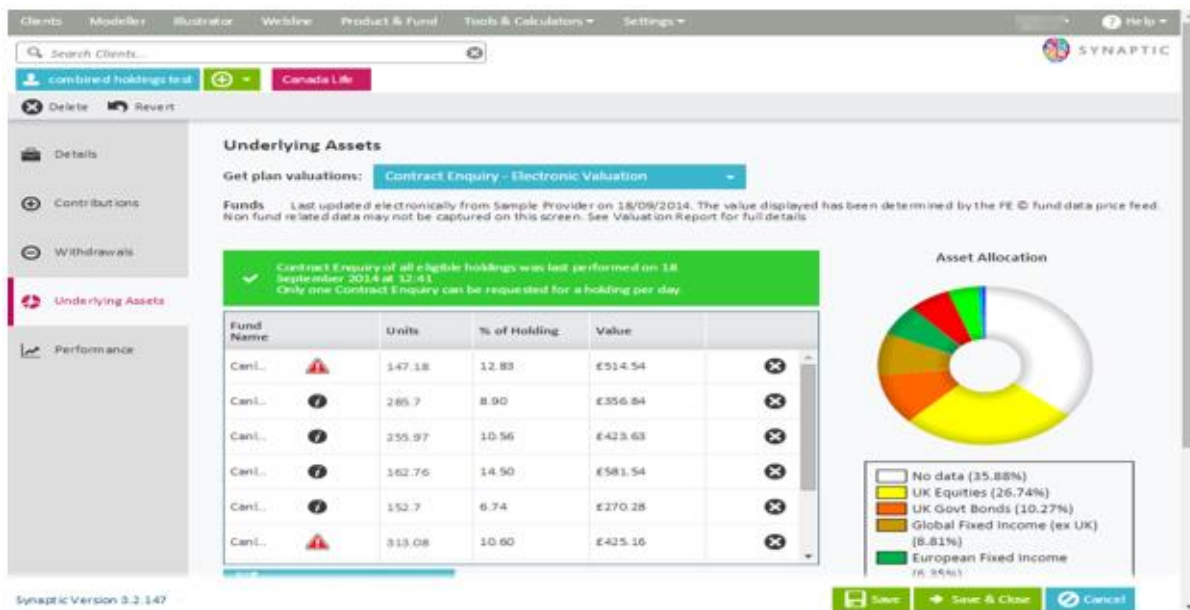 Clients Modeller Illustrator Webline Product & Fund Tools & Calculators Settings Help
Search Clients...
SYNAPTIC
combined holdings test Canada Life
Delete Revert
Details
Contributions
Withdrawals
Underlying Assets
Performance
Underlying Assets
Get plan valuations: Contract Enquiry - Electronic Valuation
Funds Last updated electronically from Sample Provider on 18/09/2014. The value displayed has been determined by the FE © fund data price feed.
Non fund related data may not be captured on this screen. See Valuation Report for full details
Contract Enquiry of all eligible holdings was last performed on 18
September 2014 at 12:41
Only one Contract Enquiry can be requested for a holding per day.
Fund Name Units % of Holding Value
Canl... 147.18 12.83 £514.54
Canl... 285.7 8.90 £356.84
Canl... 255.97 10.56 £423.63
Canl... 162.76 14.50 £581.54
Canl... 152.7 6.74 £270.28
Canl... 313.08 10.60 £425.16
Asset Allocation
No data (35.88%)
UK Equities (26.74%)
UK Govt Bonds (10.27%)
Global Fixed Income (ex UK)
(8.81%)
European Fixed Income
(6.35%)
Synaptic Version 3.2.147
Save Save & Close Cancel